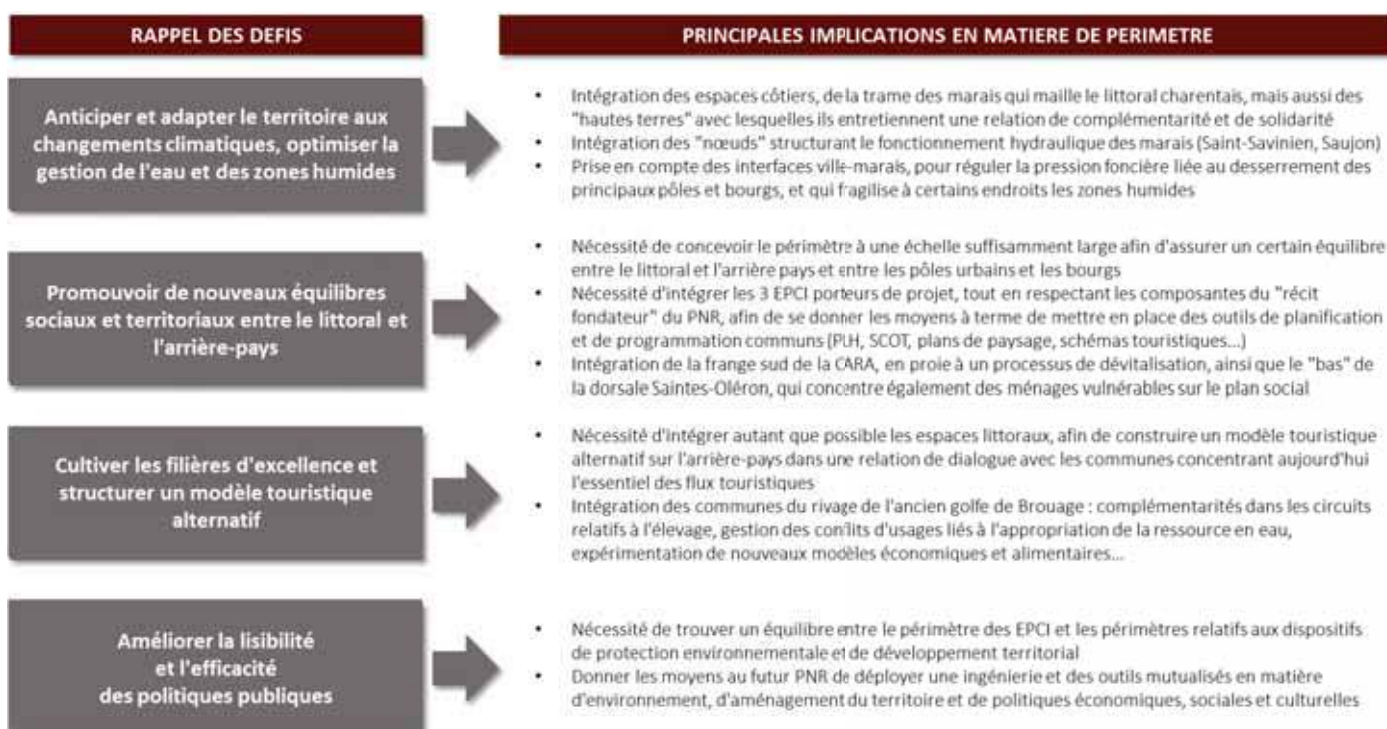 RAPPEL DES DEFIS
PRINCIPALES IMPLICATIONS EN MATIERE DE PERIMETRE
Anticiper et adapter le territoire aux
changements climatiques, optimiser la
gestion de l'eau et des zones humides
• Intégration des espaces côtiers, de la trame des marais qui maille le littoral charentais, mais aussi des
"hautes terres" avec lesquelles ils entretiennent une relation de complémentarité et de solidarité
• Intégration des "nœuds" structurant le fonctionnement hydraulique des marais (Saint-Savinien, Saujon)
• Prise en compte des interfaces ville-marais, pour réguler la pression foncière liée au desserrement des
principaux pôles et bourgs, et qui fragilise à certains endroits les zones humides
Promouvoir de nouveaux équilibres
sociaux et territoriaux entre le littoral et
l'arrière-pays
• Nécessité de concevoir le périmètre à une échelle suffisamment large afin d'assurer un certain équilibre
entre le littoral et l'arrière pays et entre les pôles urbains et les bourgs
• Nécessité d'intégrer les 3 EPCI porteurs de projet, tout en respectant les composantes du "récit
fondateur" du PNR, afin de se donner les moyens à terme de mettre en place des outils de planification
et de programmation communs (PLH, SCOT, plans de paysage, schémas touristiques...)
• Intégration de la frange sud de la CARA, en proie à un processus de dévitalisation, ainsi que le "bas" de
la dorsale Saintes-Oléron, qui concentre également des ménages vulnérables sur le plan social
Cultiver les filières d'excellence et
structurer un modèle touristique
alternatif
• Nécessité d'intégrer autant que possible les espaces littoraux, afin de construire un modèle touristique
alternatif sur l'arrière-pays dans une relation de dialogue avec les communes concentrant aujourd'hui
l'essentiel des flux touristiques
• Intégration des communes du rivage de l'ancien golfe de Brouage : complémentarités dans les circuits
relatifs à l'élevage, gestion des conflits d'usages liés à l'appropriation de la ressource en eau,
expérimentation de nouveaux modèles économiques et alimentaires...
Améliorer la lisibilité
et l'efficacité
des politiques publiques
• Nécessité de trouver un équilibre entre le périmètre des EPCI et les périmètres relatifs aux dispositifs
de protection environnementale et de développement territorial
• Donner les moyens au futur PNR de déployer une ingénierie et des outils mutualisés en matière
d'environnement, d'aménagement du territoire et de politiques économiques, sociales et culturelles